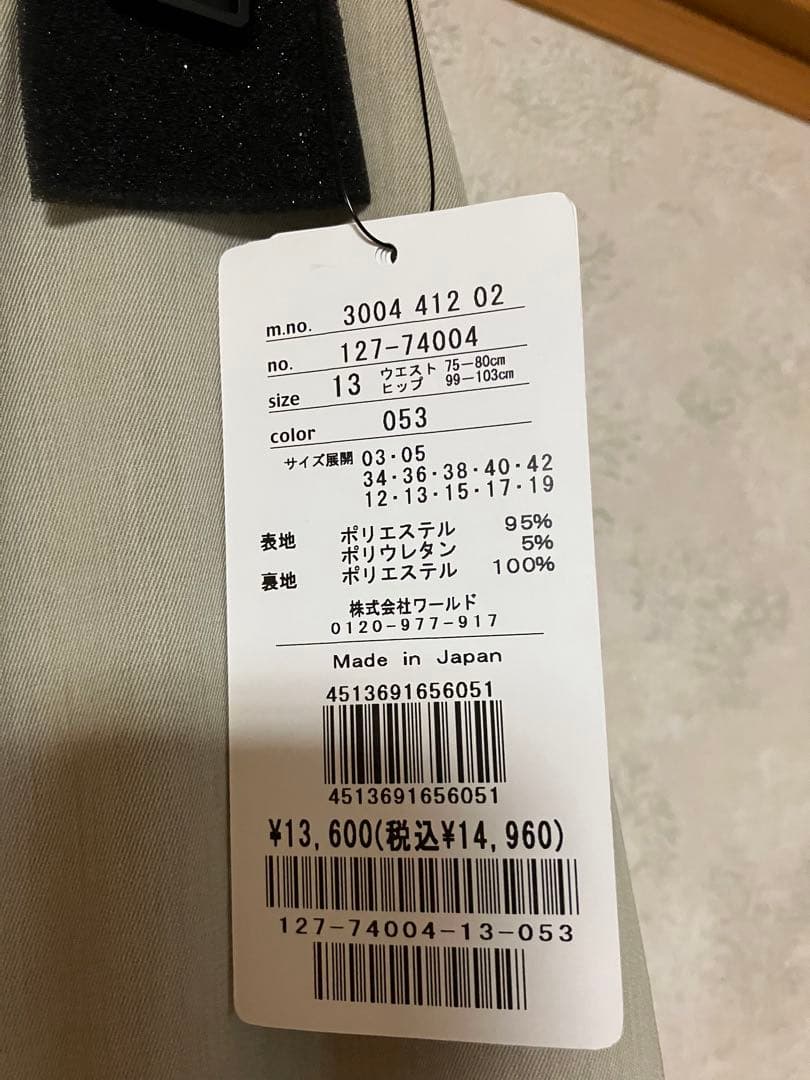 m.no. 3004 412 02
no. 127-74004
size 13 ウエスト 75-80cm
ヒップ 99-103cm
color 053
サイズ展開 03・05
34・36・38・40・42
12・13・15・17・19
表地 ポリエステル 95%
ポリウレタン 5%
裏地 ポリエステル 100%
株式会社ワールド
0120-977-917
Made in Japan
4513691656051
4513691656051
¥13,600(税込¥14,960)
127-74004-13-053